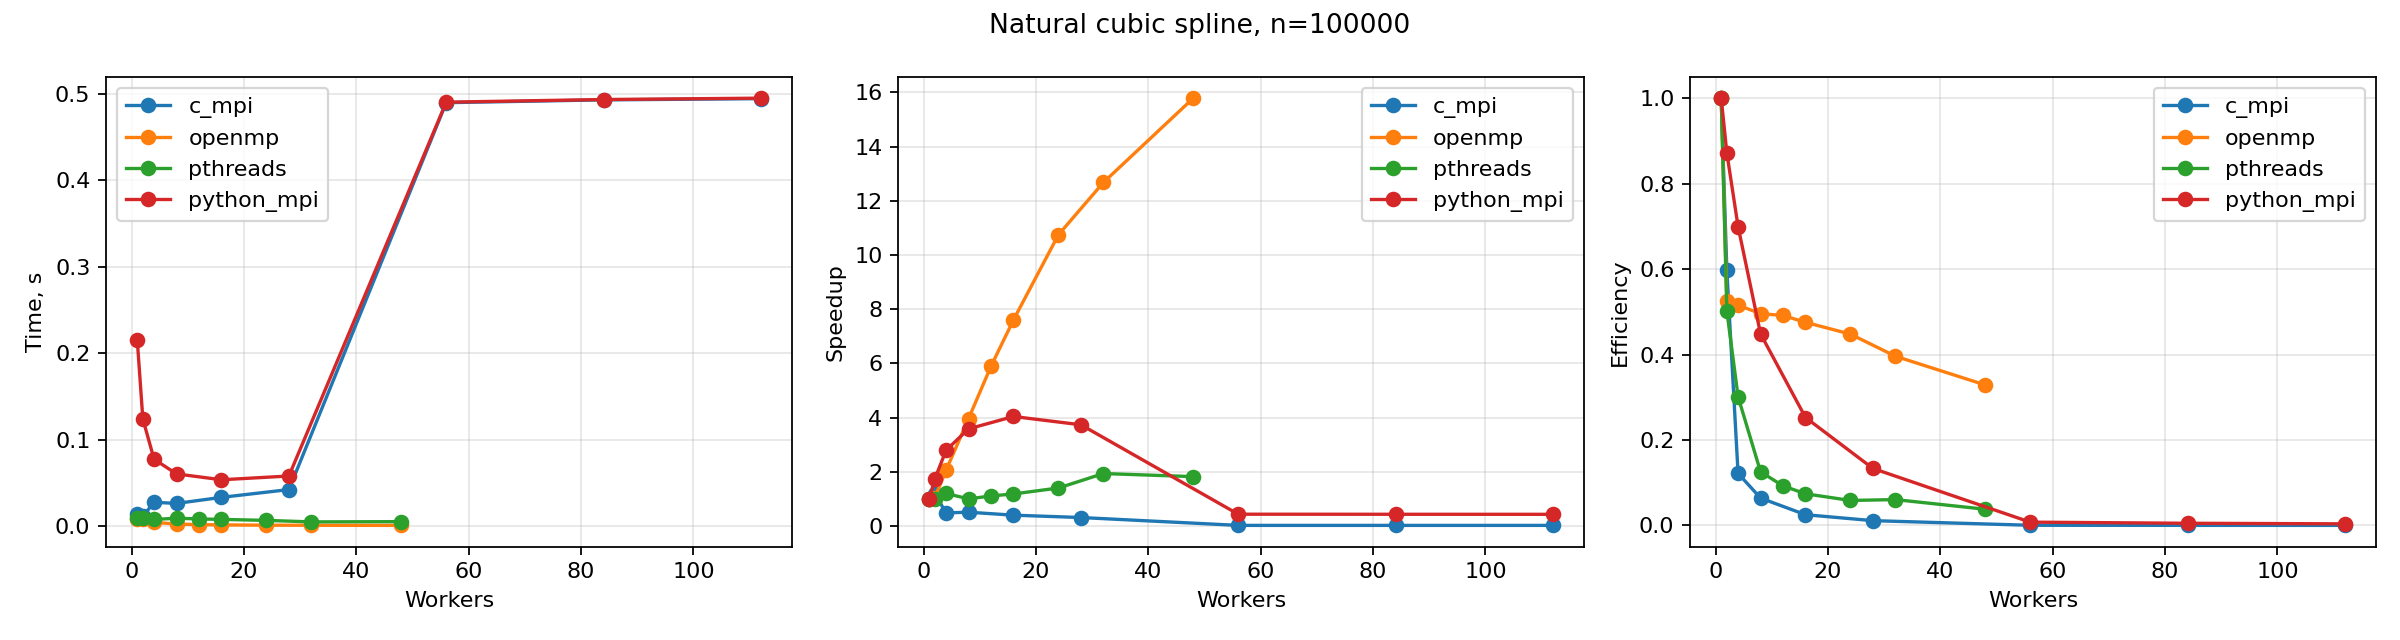 Natural cubic spline, n=100000
Time, s
0.5
0.4
0.3
0.2
0.1
0.0
c_mpi
openmp
pthreads
python_mpi
0 20 40 60 80 100
Workers
Speedup
16
14
12
10
8
6
4
2
0
c_mpi
openmp
pthreads
python_mpi
0 20 40 60 80 100
Workers
Efficiency
1.0
0.8
0.6
0.4
0.2
0.0
c_mpi
openmp
pthreads
python_mpi
0 20 40 60 80 100
Workers